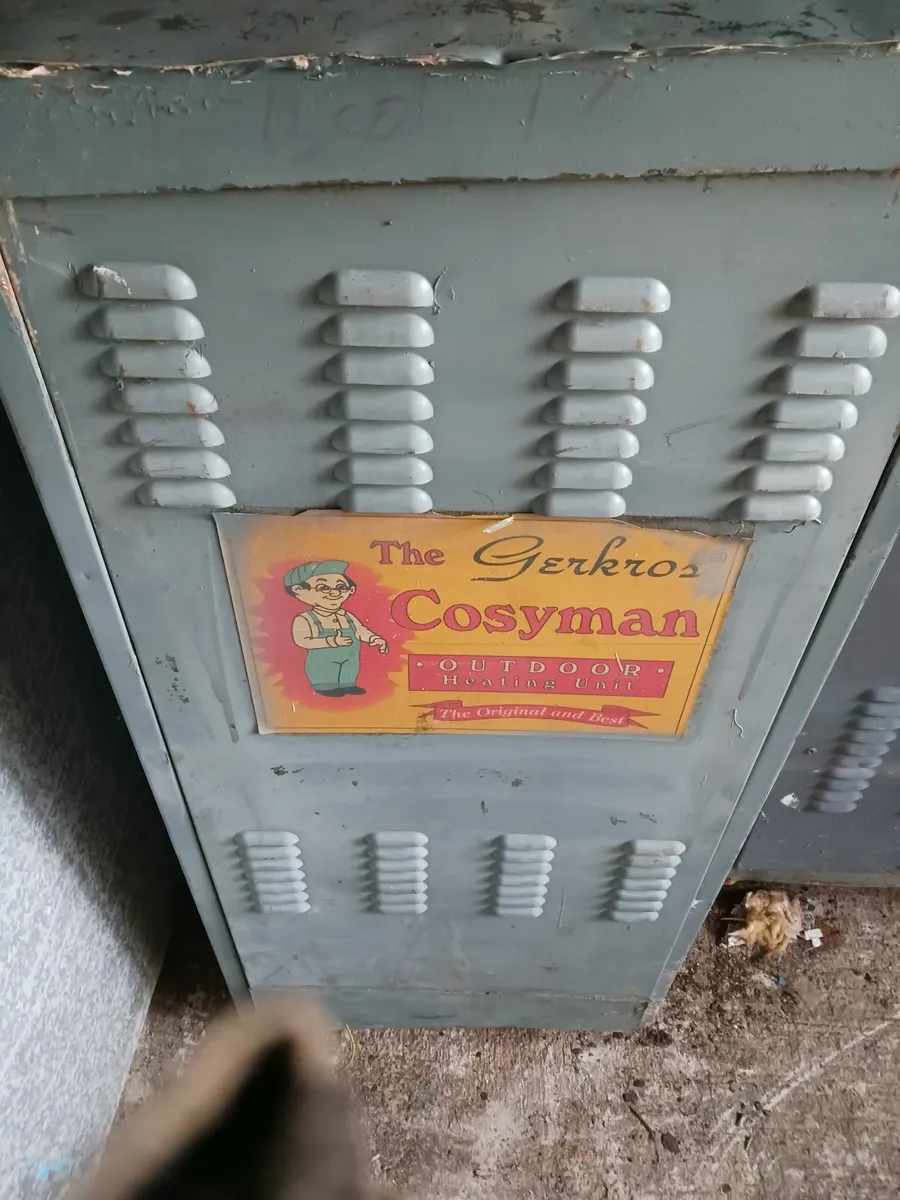 The Gerkros
Cosyman
· OUTDOOR ·
Heating Unit
The Original and Best